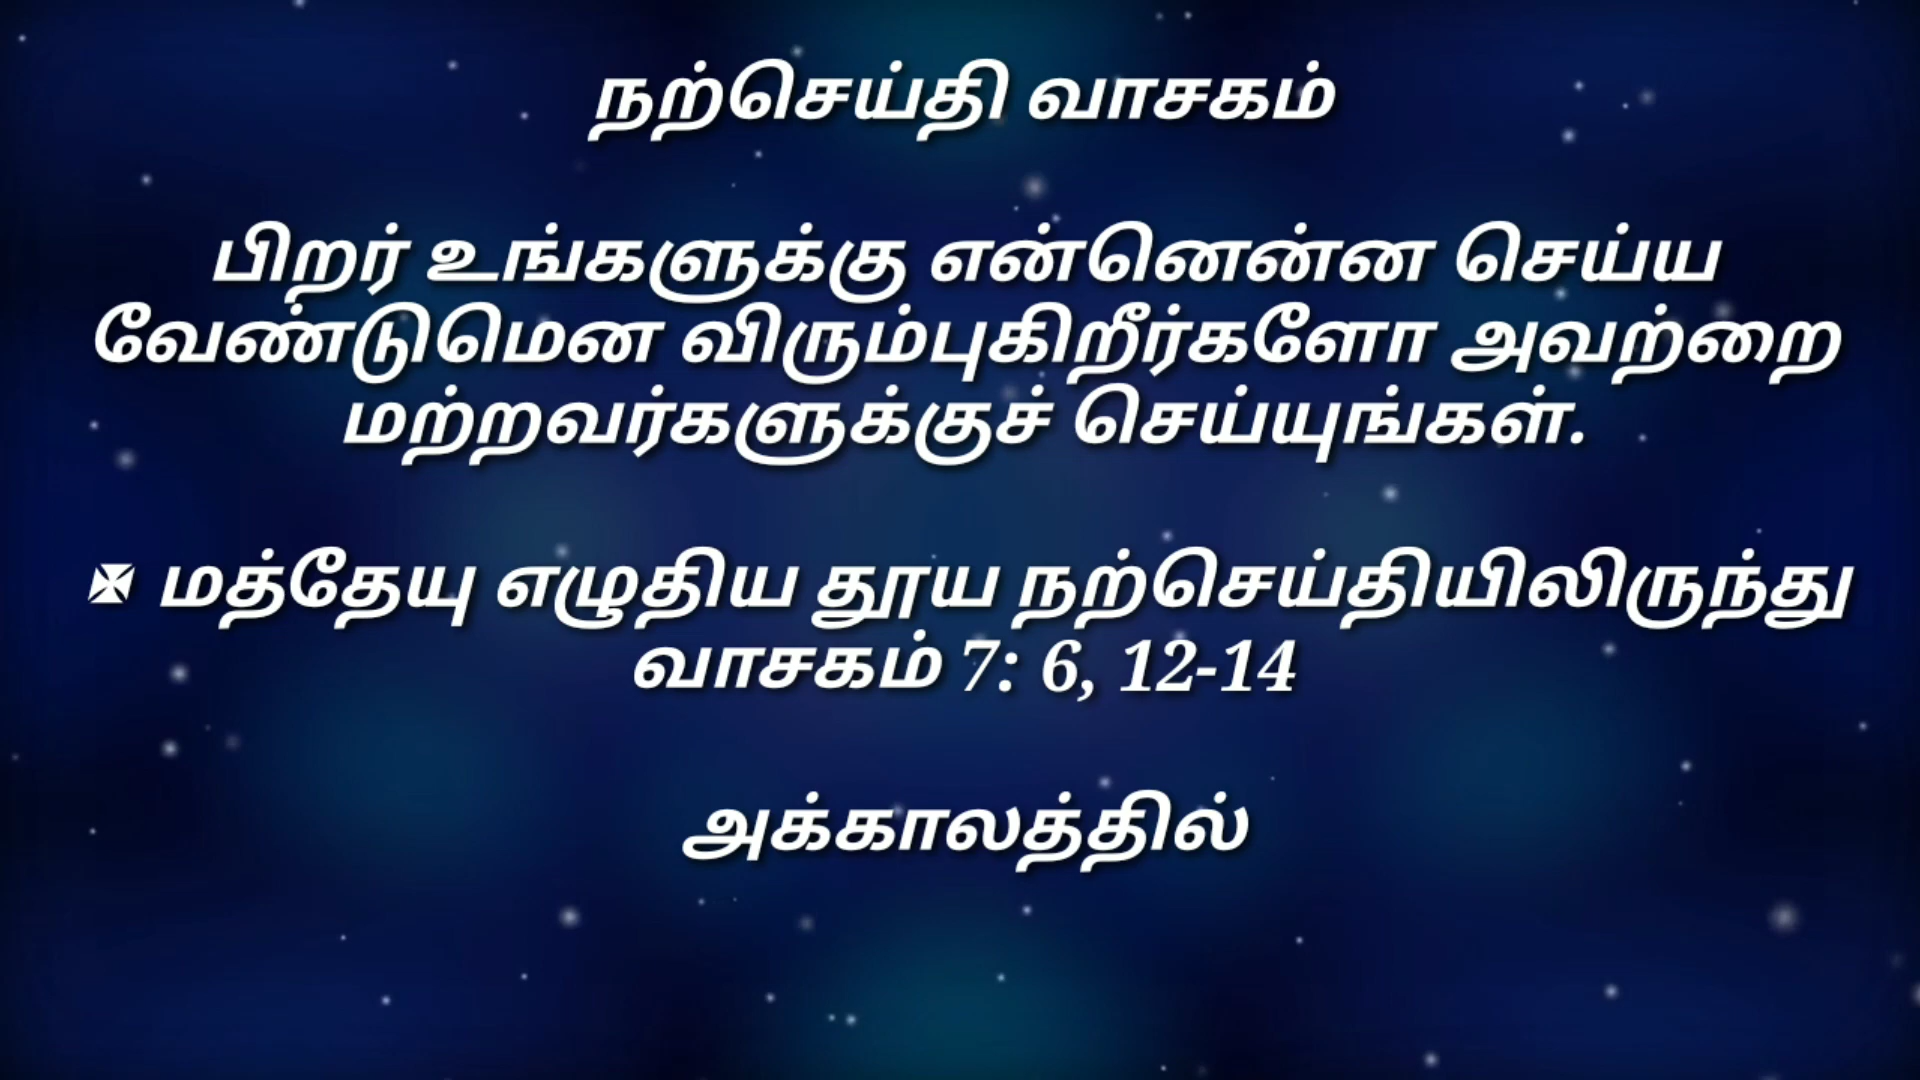 நற்செய்தி வாசகம்
பிறர் உங்களுக்கு என்னென்ன செய்ய
வேண்டுமென விரும்புகிறீர்களோ அவற்றை
மற்றவர்களுக்குச் செய்யுங்கள்.
✠ மத்தேயு எழுதிய தூய நற்செய்தியிலிருந்து
வாசகம் 7: 6, 12-14
அக்காலத்தில்